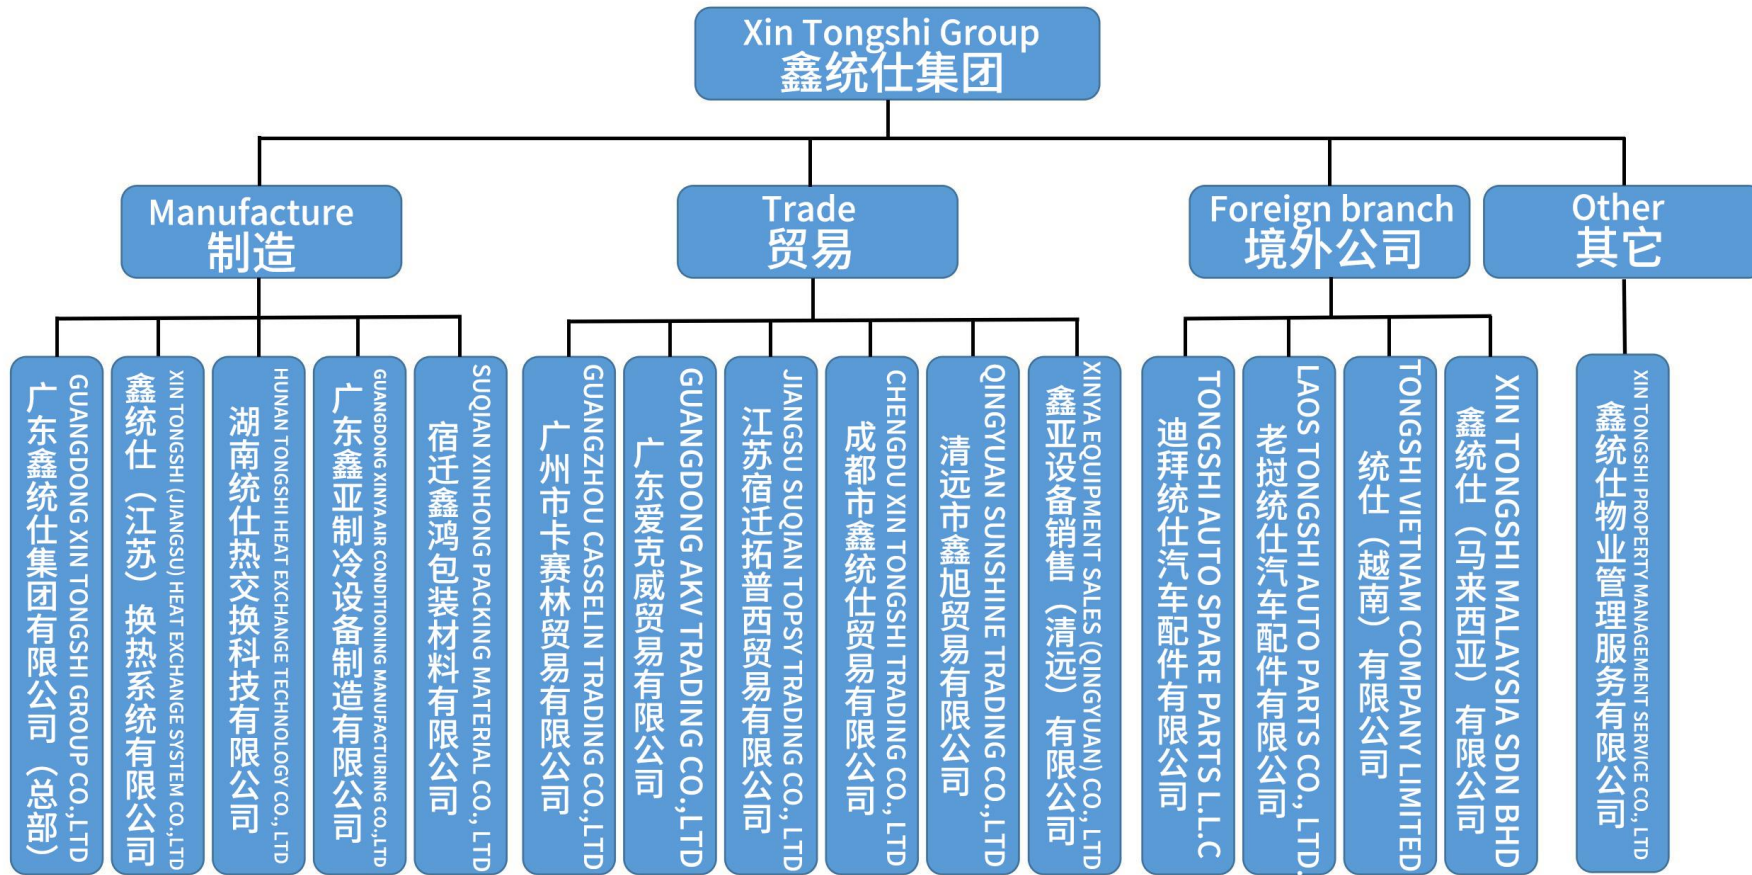 Xin Tongshi Group
鑫统仕集团
Manufacture
制造
Trade
贸易
Foreign branch
境外公司
Other
其它
GUANGDONG XIN TONGSHI GROUP CO.,LTD
广东鑫统仕集团有限公司（总部）
XIN TONGSHI (JIANGSU) HEAT EXCHANGE SYSTEM CO.,LTD
鑫统仕（江苏）换热系统有限公司
HUNAN TONGSHI HEAT EXCHANGE TECHNOLOGY CO., LTD
湖南统仕热交换科技有限公司
GUANGDONG XINYA AIR CONDITIONING MANUFACTURING CO.,LTD
广东鑫亚制冷设备制造有限公司
SUQIAN XINHONG PACKING MATERIAL CO., LTD
宿迁鑫鸿包装材料有限公司
GUANGZHOU CASSELIN TRADING CO.,LTD
广州市卡赛林贸易有限公司
GUANGDONG AKV TRADING CO.,LTD
广东爱克威贸易有限公司
JIANGSU SUQIAN TOPSY TRADING CO., LTD
江苏宿迁拓普西贸易有限公司
CHENGDU XIN TONGSHI TRADING CO., LTD
成都市鑫统仕贸易有限公司
QINGYUAN SUNSHINE TRADING CO.,LTD
清远市鑫旭贸易有限公司
XINYA EQUIPMENT SALES (QINGYUAN) CO., LTD
鑫亚设备销售（清远）有限公司
TONGSHI AUTO SPARE PARTS L.L.C
迪拜统仕汽车配件有限公司
LAOS TONGSHI AUTO PARTS CO., LTD.
老挝统仕汽车配件有限公司
TONGSHI VIETNAM COMPANY LIMITED
统仕（越南）有限公司
XIN TONGSHI MALAYSIA SDN BHD
鑫统仕（马来西亚）有限公司
XIN TONGSHI PROPERTY MANAGEMENT SERVICE CO., LTD
鑫统仕物业管理服务有限公司